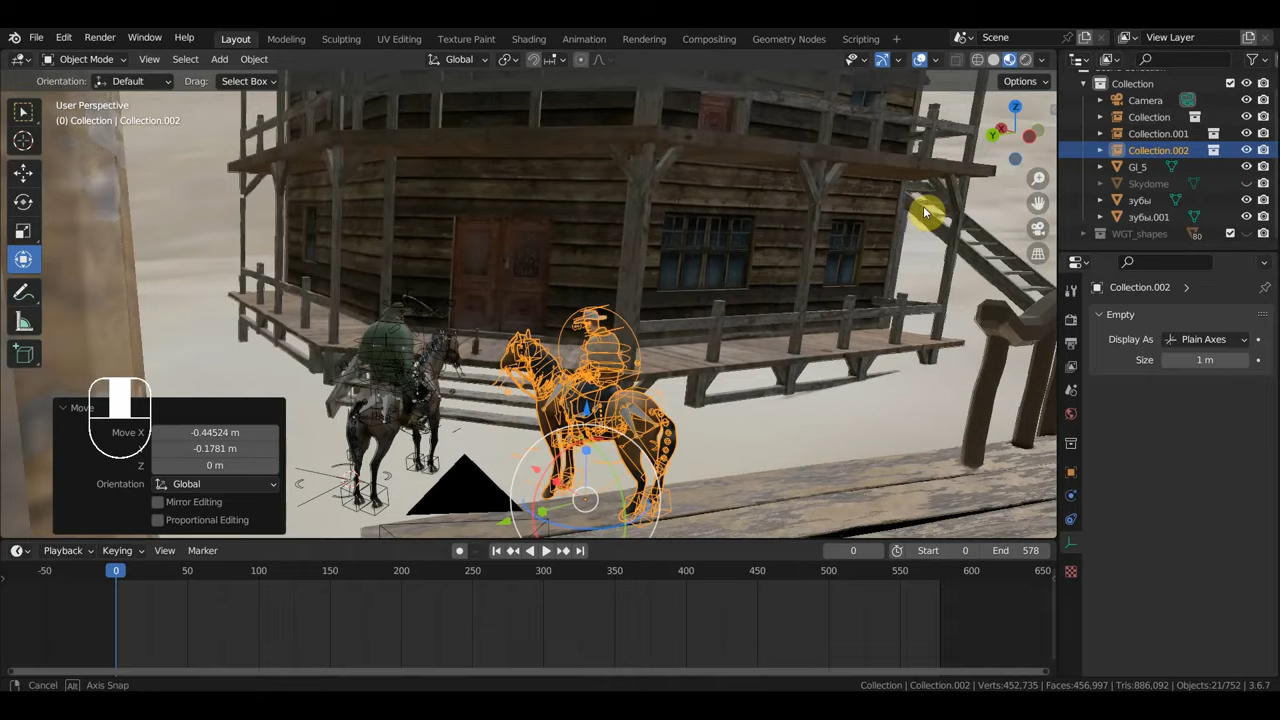 File Edit Render Window Help Layout Modeling Sculpting UV Editing Texture Paint Shading Animation Rendering Compositing Geometry Nodes Scripting + Scene View Layer
Object Mode View Select Add Object Global Options
Orientation: Default Drag: Select Box
User Perspective
(0) Collection | Collection.002
Z
Y
X
Collection
Camera
Collection
Collection.001
Collection.002
Gl_5
Skydome
зубы
зубы.001
WGT_shapes 80
Collection.002
Empty
Display As Plain Axes
Size 1 m
Move
Move X -0.44524 m
-0.1781 m
Z 0 m
Orientation Global
Mirror Editing
Proportional Editing
Playback Keying View Marker 0 Start 0 End 578
-50 0 50 100 150 200 250 300 350 400 450 500 550 600 650
Cancel Alt Axis Snap Collection | Collection.002 | Verts:452,735 | Faces:456,997 | Tris:886,092 | Objects:21/752 | 3.6.7